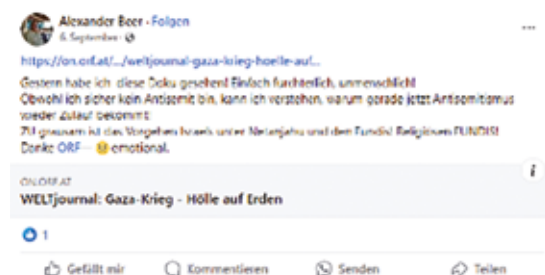 Alexander Beer · Folgen
6. September ·
https://on.orf.at/.../weltjournal-gaza-krieg-hoelle-auf...
Gestern habe ich diese Doku gesehen! Einfach furchterlich, unmenschlich!
Obwohl ich sicher kein Antisemit bin, kann ich verstehen, warum gerade jetzt Antisemitismus
wieder Zulauf bekommt!
ZU grausam ist das Vorgehen Israels unter Netanjahu und den Fundis! Religiösen FUNDIS!
Danke ORF — emotional.
ON.ORF.AT
WELTjournal: Gaza-Krieg - Hölle auf Erden
1
Gefällt mir
Kommentieren
Senden
Teilen